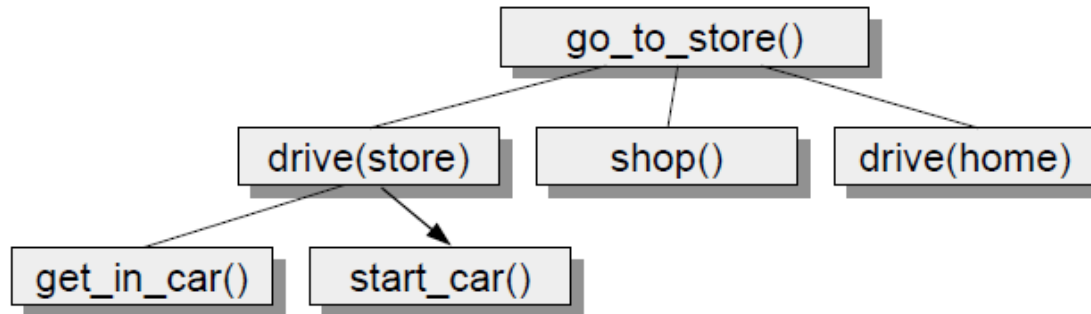 go_to_store()
drive(store)
shop()
drive(home)
get_in_car()
start_car()